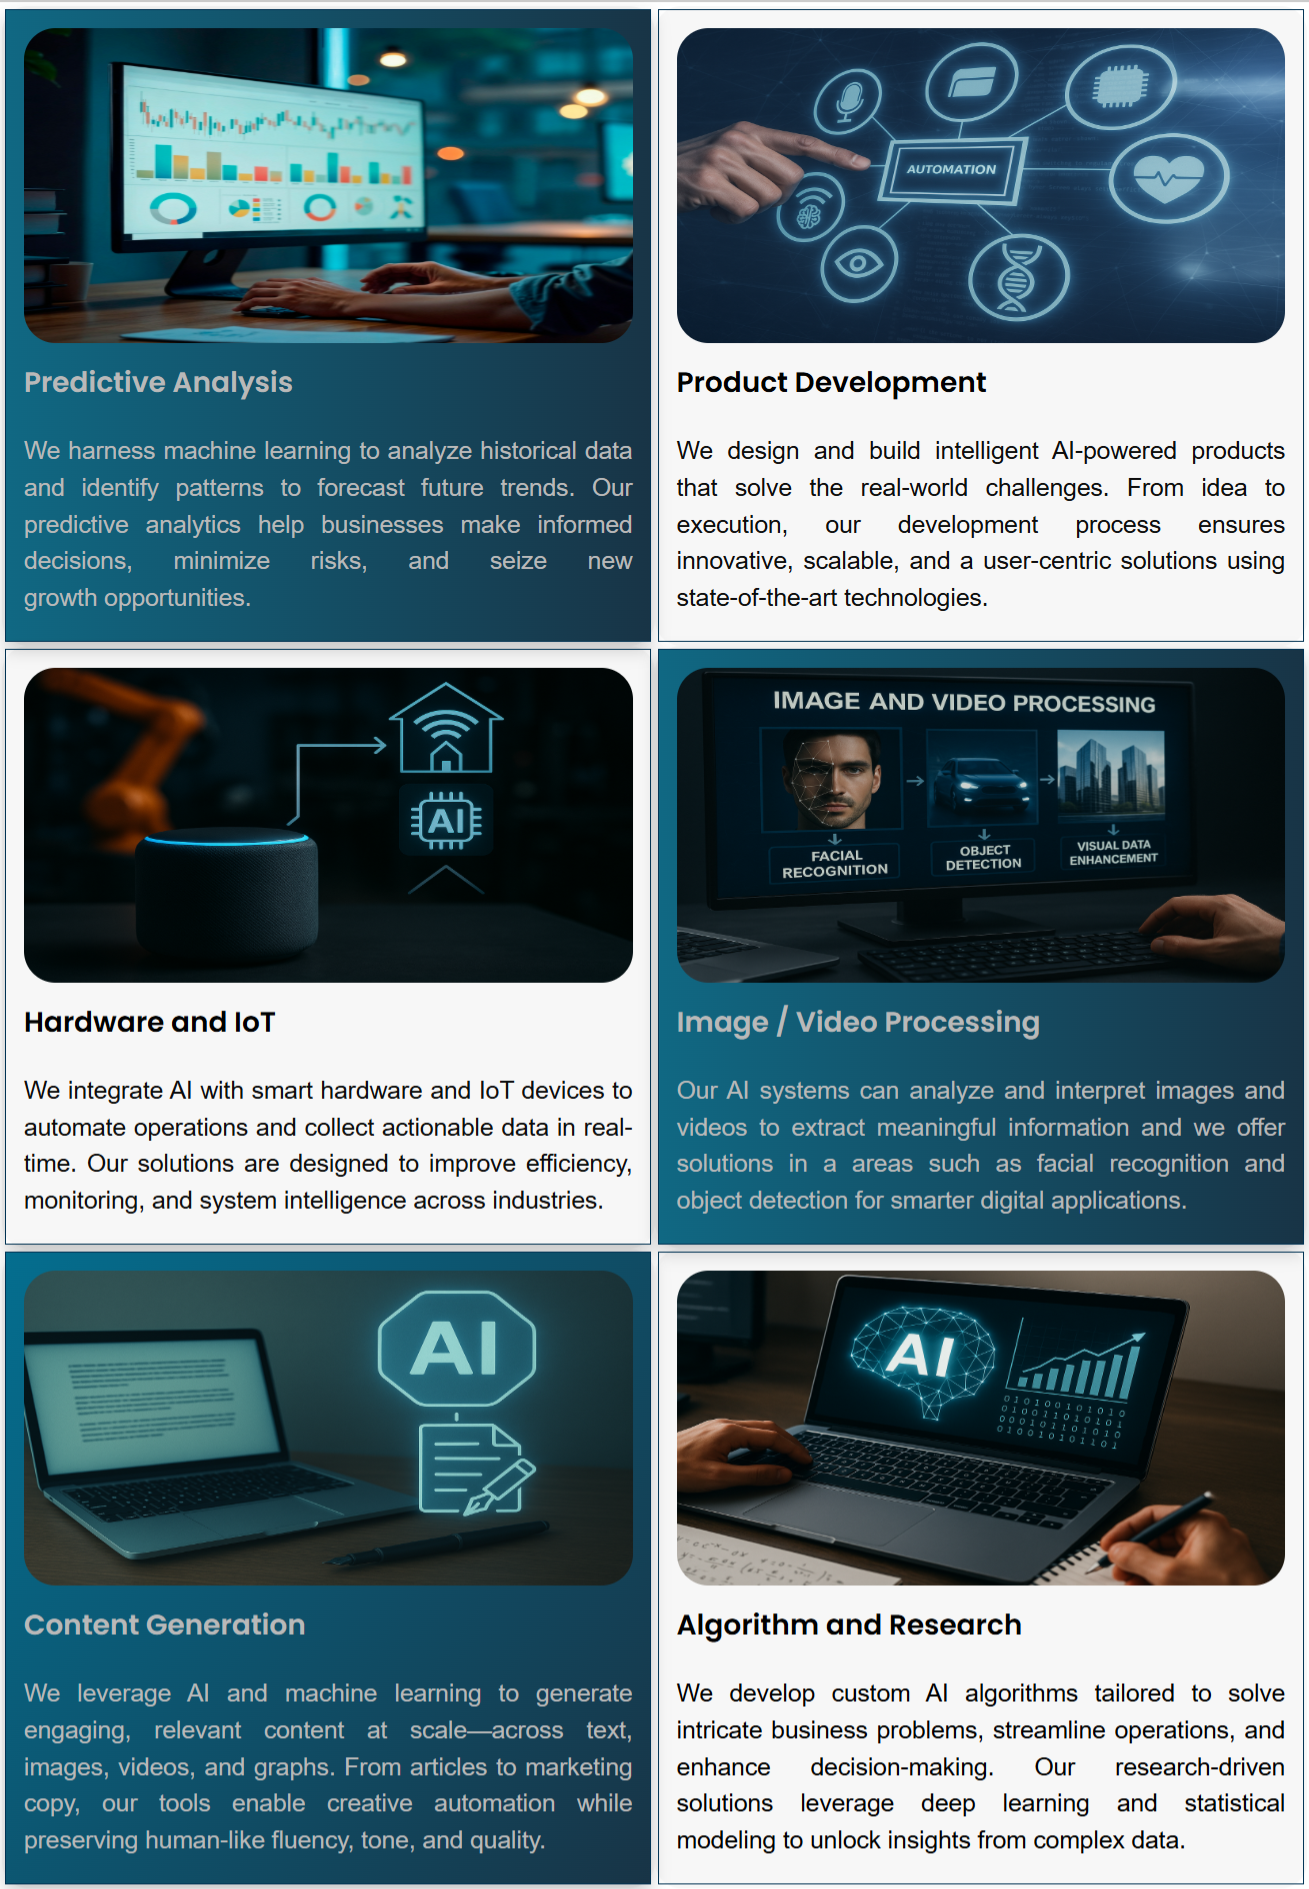 AUTOMATION
Predictive Analysis
We harness machine learning to analyze historical data
and identify patterns to forecast future trends. Our
predictive analytics help businesses make informed
decisions, minimize risks, and seize new
growth opportunities.
Product Development
We design and build intelligent AI-powered products
that solve the real-world challenges. From idea to
execution, our development process ensures
innovative, scalable, and a user-centric solutions using
state-of-the-art technologies.
AI
Hardware and IoT
We integrate AI with smart hardware and IoT devices to
automate operations and collect actionable data in real-
time. Our solutions are designed to improve efficiency,
monitoring, and system intelligence across industries.
IMAGE AND VIDEO PROCESSING
FACIAL
RECOGNITION
OBJECT
DETECTION
VISUAL DATA
ENHANCEMENT
Image / Video Processing
Our AI systems can analyze and interpret images and
videos to extract meaningful information and we offer
solutions in a areas such as facial recognition and
object detection for smarter digital applications.
AI
Content Generation
We leverage AI and machine learning to generate
engaging, relevant content at scale—across text,
images, videos, and graphs. From articles to marketing
copy, our tools enable creative automation while
preserving human-like fluency, tone, and quality.
AI
Algorithm and Research
We develop custom AI algorithms tailored to solve
intricate business problems, streamline operations, and
enhance decision-making. Our research-driven
solutions leverage deep learning and statistical
modeling to unlock insights from complex data.